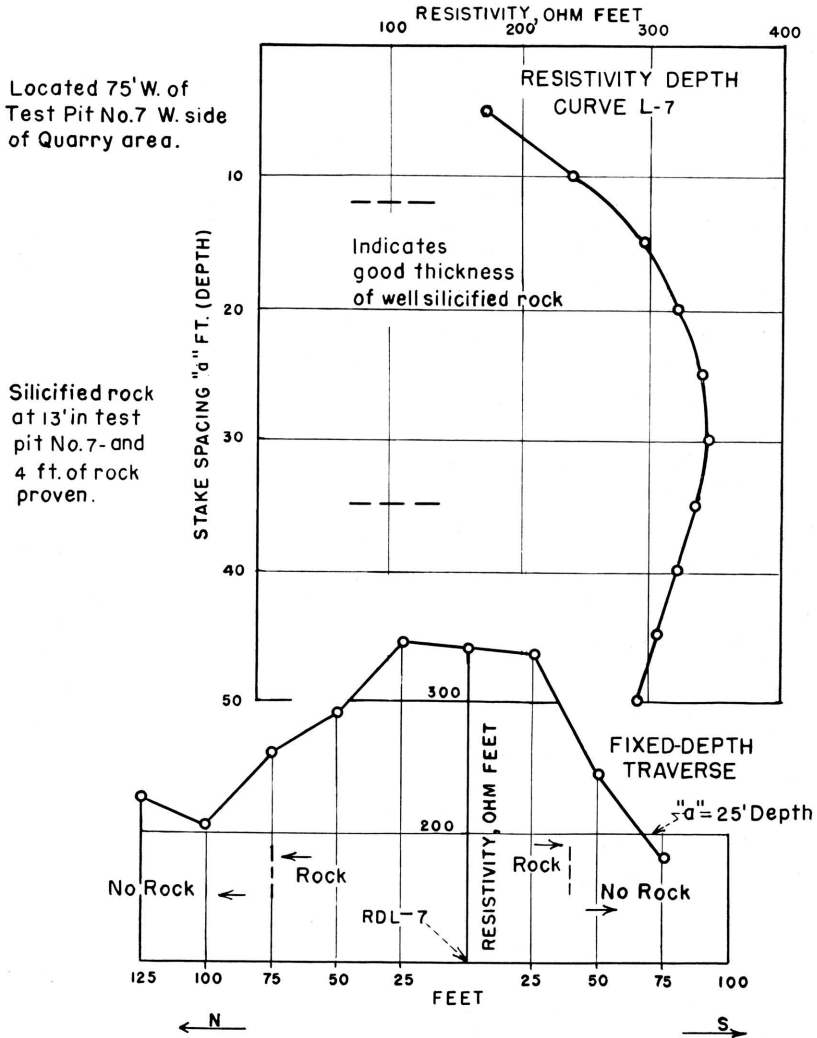 RESISTIVITY, OHM FEET
100 200 300 400
RESISTIVITY DEPTH
CURVE L-7
Located 75' W. of
Test Pit No.7 W. side
of Quarry area.
10
Indicates
good thickness
of well silicified rock
20
STAKE SPACING "a" FT. (DEPTH)
Silicified rock
at 13' in test
pit No.7-and
4 ft. of rock
proven.
30
40
50
300
FIXED-DEPTH
TRAVERSE
"a"= 25' Depth
200
RESISTIVITY, OHM FEET
No Rock
Rock
Rock
No Rock
RDL-7
125 100 75 50 25 25 50 75 100
FEET
N
S